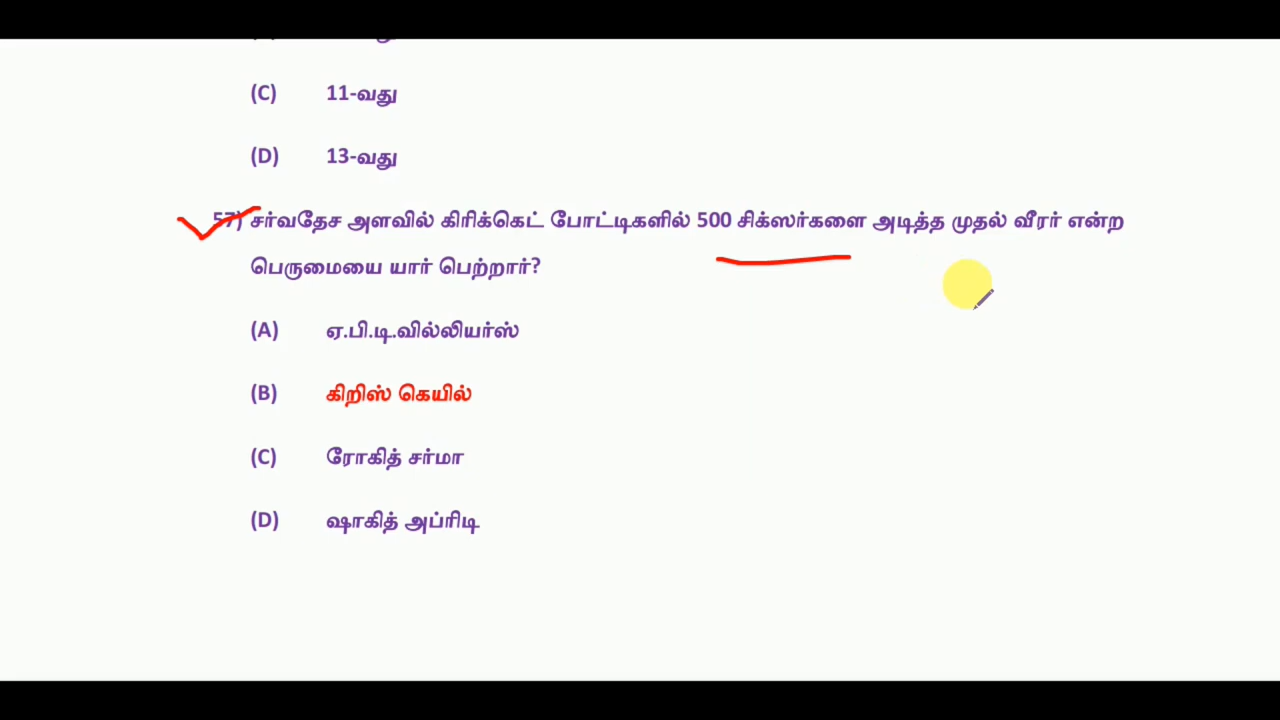 (C) 11-வது
(D) 13-வது
57) சர்வதேச அளவில் கிரிக்கெட் போட்டிகளில் 500 சிக்ஸர்களை அடித்த முதல் வீரர் என்ற
பெருமையை யார் பெற்றார்?
(A) ஏ.பி.டி.வில்லியர்ஸ்
(B) கிறிஸ் கெயில்
(C) ரோகித் சர்மா
(D) ஷாகித் அப்ரிடி